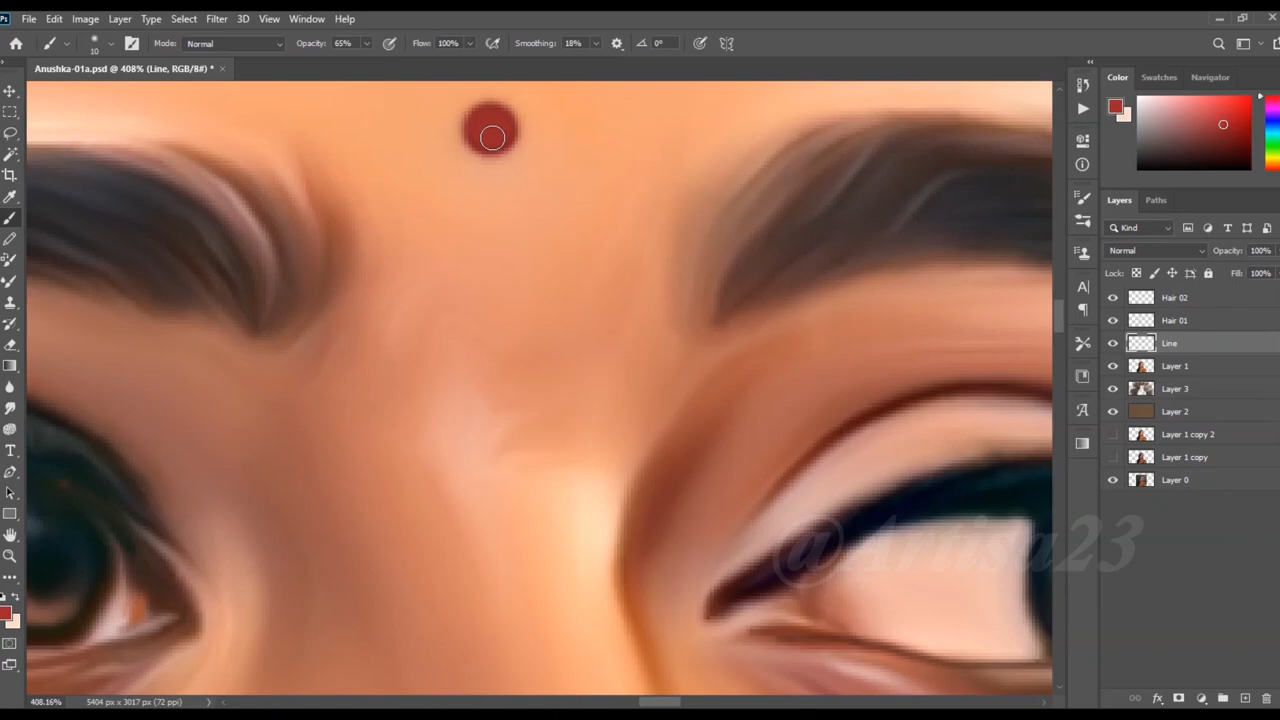 Ps File Edit Image Layer Type Select Filter 3D View Window Help
10 Mode: Normal Opacity: 65% Flow: 100% Smoothing: 18% 0°
Anushka-01a.psd @ 408% (Line, RGB/8#) * ×
Color Swatches Navigator
Layers Paths
Kind
Normal Opacity: 100%
Lock: Fill: 100%
Hair 02
Hair 01
Line
Layer 1
Layer 3
Layer 2
Layer 1 copy 2
Layer 1 copy
Layer 0
@Artisa23
408.16% 5404 px x 3017 px (72 ppi)